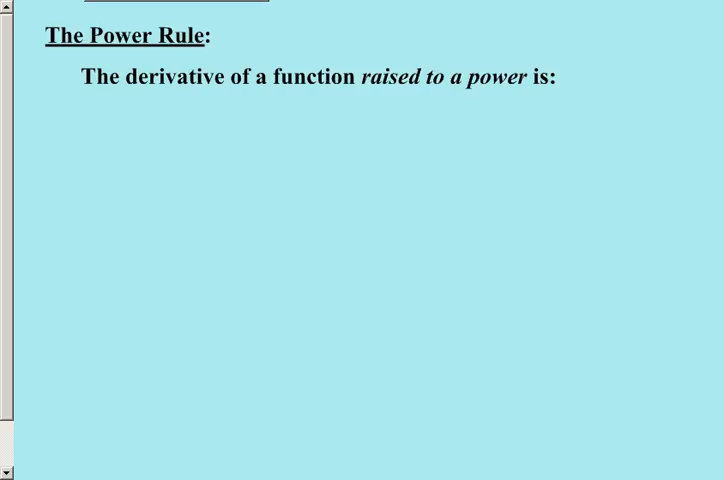 The Power Rule:
The derivative of a function raised to a power is: